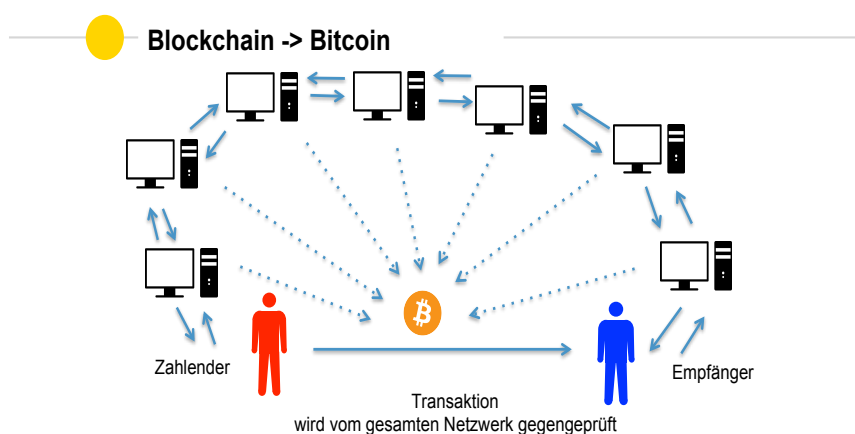 Blockchain -> Bitcoin
Zahlender
Empfänger
Transaktion
wird vom gesamten Netzwerk gegengeprüft